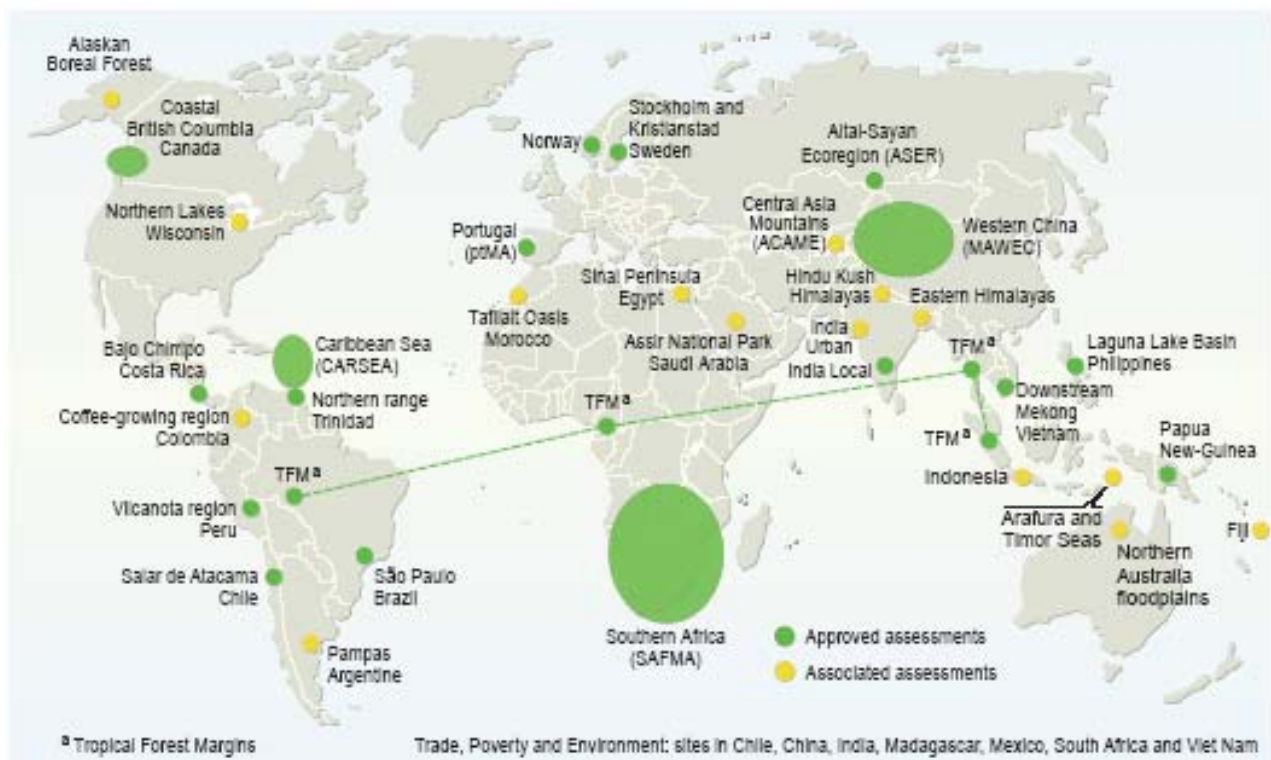 Alaskan
Boreal Forest
Coastal
British Columbia
Canada
Northern Lakes
Wisconsin
Bajo Chirripo
Costa Rica
Coffee-growing region
Colombia
Caribbean Sea
(CARSEA)
Northern range
Trinidad
TFM a
Vilcanota region
Peru
Salar de Atacama
Chile
São Paulo
Brazil
Pampas
Argentine
Norway
Stockholm and
Kristianstad
Sweden
Portugal
(ptMA)
Tafilalt Oasis
Morocco
Sinai Peninsula
Egypt
Assir National Park
Saudi Arabia
TFM a
Southern Africa
(SAFMA)
Altai-Sayan
Ecoregion (ASER)
Central Asia
Mountains
(ACAME)
Western China
(MAWEC)
Hindu Kush
Himalayas
Eastern Himalayas
India
Urban
India Local
TFM a
Laguna Lake Basin
Philippines
Downstream
Mekong
Vietnam
TFM a
Indonesia
Papua
New-Guinea
Arafura and
Timor Seas
Northern
Australia
floodplains
Fiji
Approved assessments
Associated assessments
a Tropical Forest Margins
Trade, Poverty and Environment: sites in Chile, China, India, Madagascar, Mexico, South Africa and Viet Nam